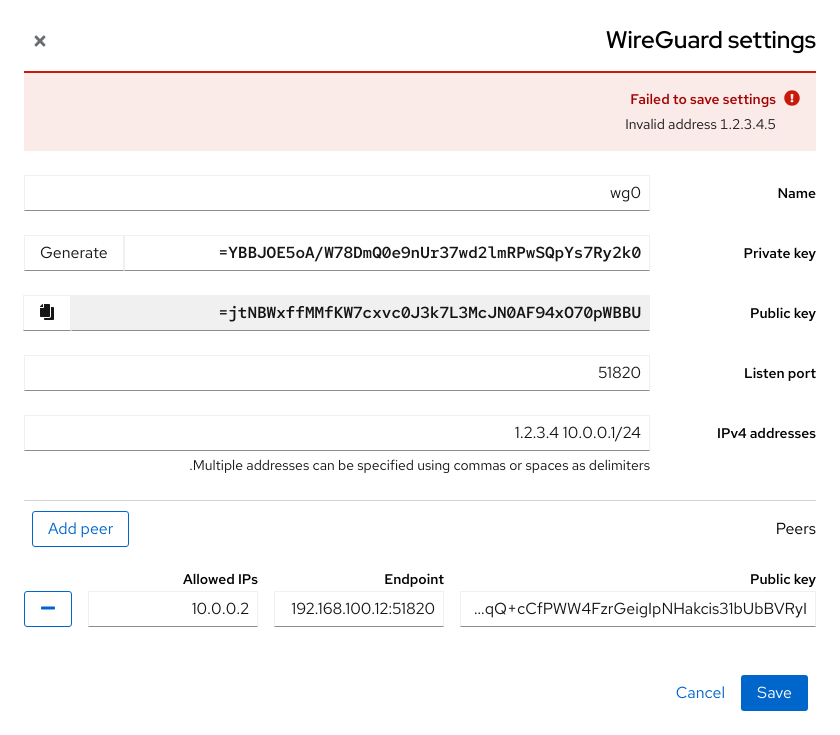 WireGuard settings
Failed to save settings
Invalid address 1.2.3.4.5
Name
wg0
Private key
=YBBJOE5oA/W78DmQ0e9nUr37wd2lmRPwSQpYs7Ry2k0
Generate
Public key
=jtNBWxffMMfKW7cxvc0J3k7L3McJN0AF94xO70pWBBU
Listen port
51820
IPv4 addresses
1.2.3.4 10.0.0.1/24
.Multiple addresses can be specified using commas or spaces as delimiters
Peers
Add peer
Public key
Endpoint
Allowed IPs
...qQ+cCfPWW4FzrGeiglpNHakcis31bUbBVRyI
192.168.100.12:51820
10.0.0.2
Save
Cancel